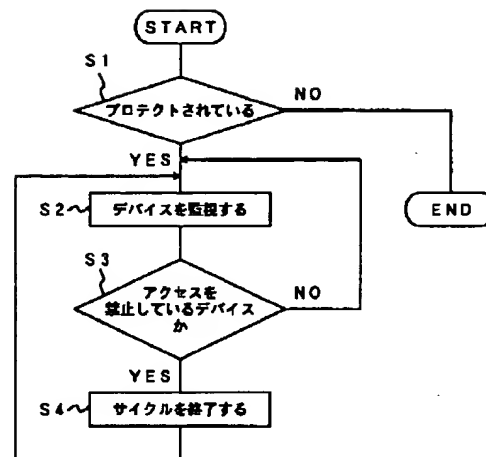 START
S1
プロテクトされている
NO
YES
S2
デバイスを監視する
END
S3
アクセスを
禁止しているデバイス
か
NO
YES
S4
サイクルを終了する